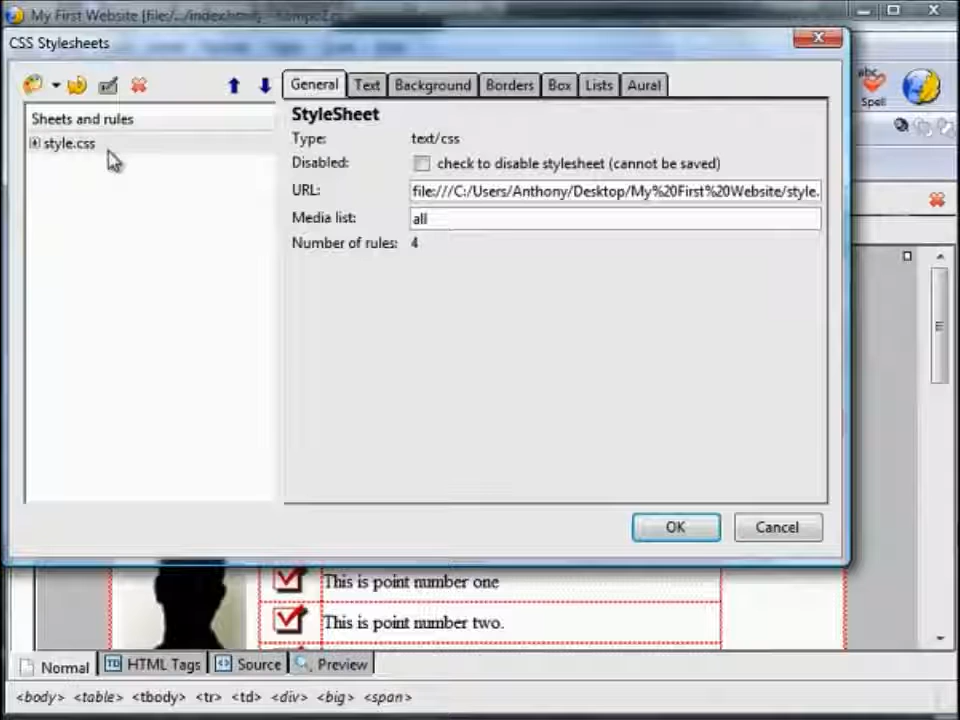 My First Website [file:/.../index.html] - KompoZer
CSS Stylesheets
General Text Background Borders Box Lists Aural
abc
Spell
Sheets and rules
style.css
StyleSheet
Type: text/css
Disabled: check to disable stylesheet (cannot be saved)
URL: file:///C:/Users/Anthony/Desktop/My%20First%20Website/style.
Media list: all
Number of rules: 4
OK Cancel
This is point number one
This is point number two.
Normal TD HTML Tags Source Preview
<body> <table> <tbody> <tr> <td> <div> <big> <span>